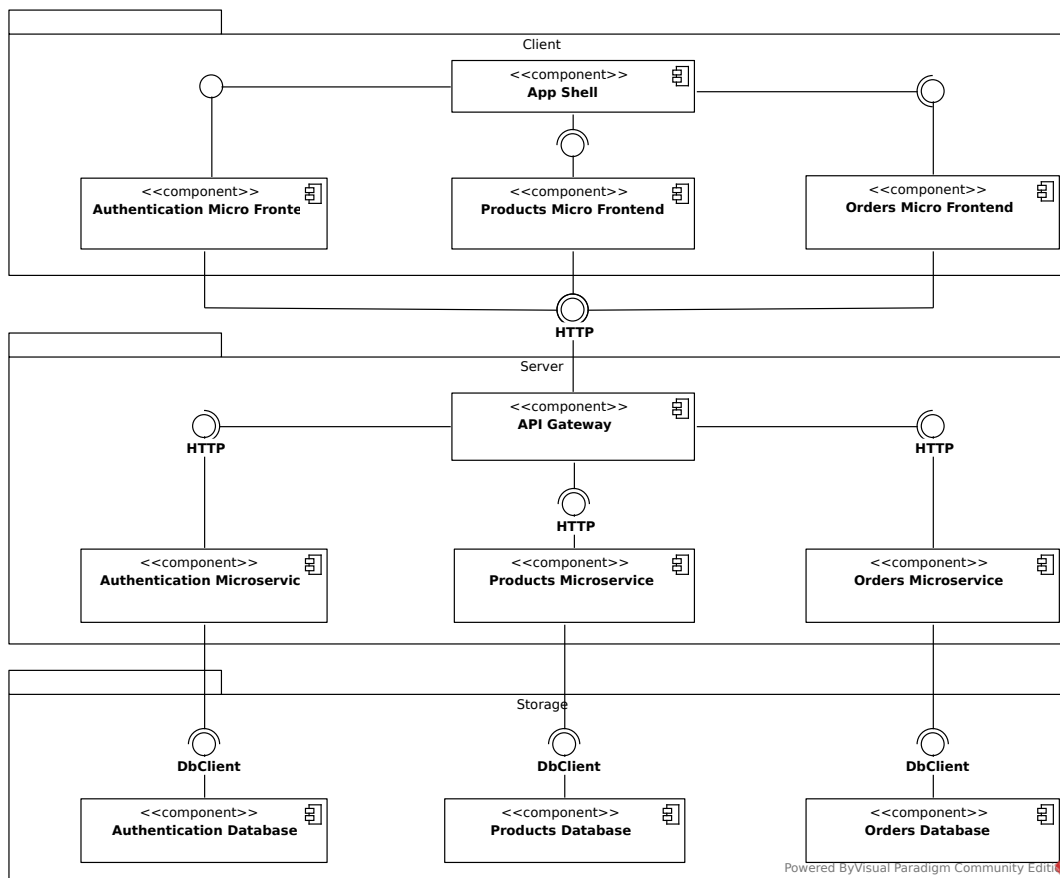 Client
<<component>>
App Shell
<<component>>
Authentication Micro Fronte
<<component>>
Products Micro Frontend
<<component>>
Orders Micro Frontend
HTTP
Server
<<component>>
API Gateway
HTTP
HTTP
HTTP
<<component>>
Authentication Microservic
<<component>>
Products Microservice
<<component>>
Orders Microservice
Storage
DbClient
DbClient
DbClient
<<component>>
Authentication Database
<<component>>
Products Database
<<component>>
Orders Database
Powered ByVisual Paradigm Community Editi